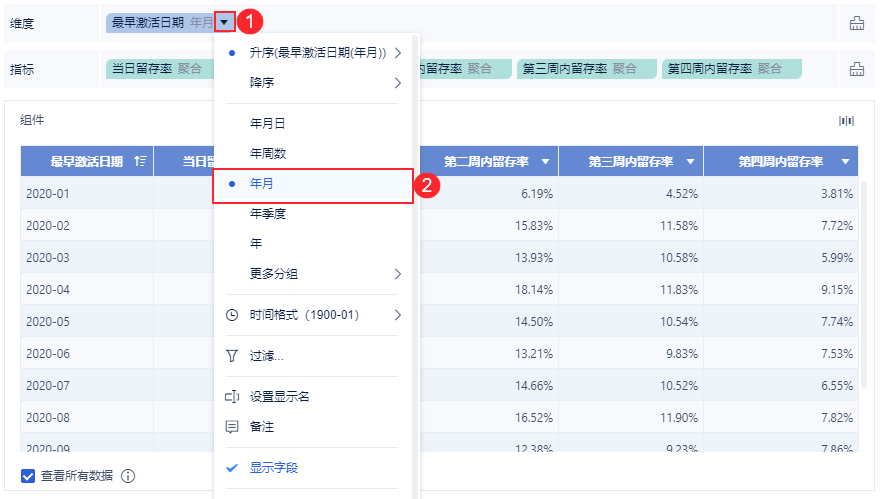 维度
最早激活日期 年月
1
指标
当日留存率 聚合
内留存率 聚合
第三周内留存率 聚合
第四周内留存率 聚合
升序(最早激活日期(年月))
降序
年月日
年周数
年月
2
年季度
年
更多分组
时间格式（1900-01）
过滤...
设置显示名
备注
显示字段
组件
最早激活日期 当日留 第二周内留存率 第三周内留存率 第四周内留存率
2020-01 6.19% 4.52% 3.81%
2020-02 15.83% 11.58% 7.72%
2020-03 13.93% 10.58% 5.99%
2020-04 18.14% 11.83% 9.15%
2020-05 14.50% 10.54% 7.74%
2020-06 13.21% 9.83% 7.53%
2020-07 14.66% 10.52% 6.55%
2020-08 16.52% 11.90% 7.82%
2020-09 12.38% 9.23% 7.86%
查看所有数据